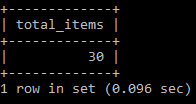 +-------------+
| total_items |
+-------------+
|          30 |
+-------------+
1 row in set (0.096 sec)